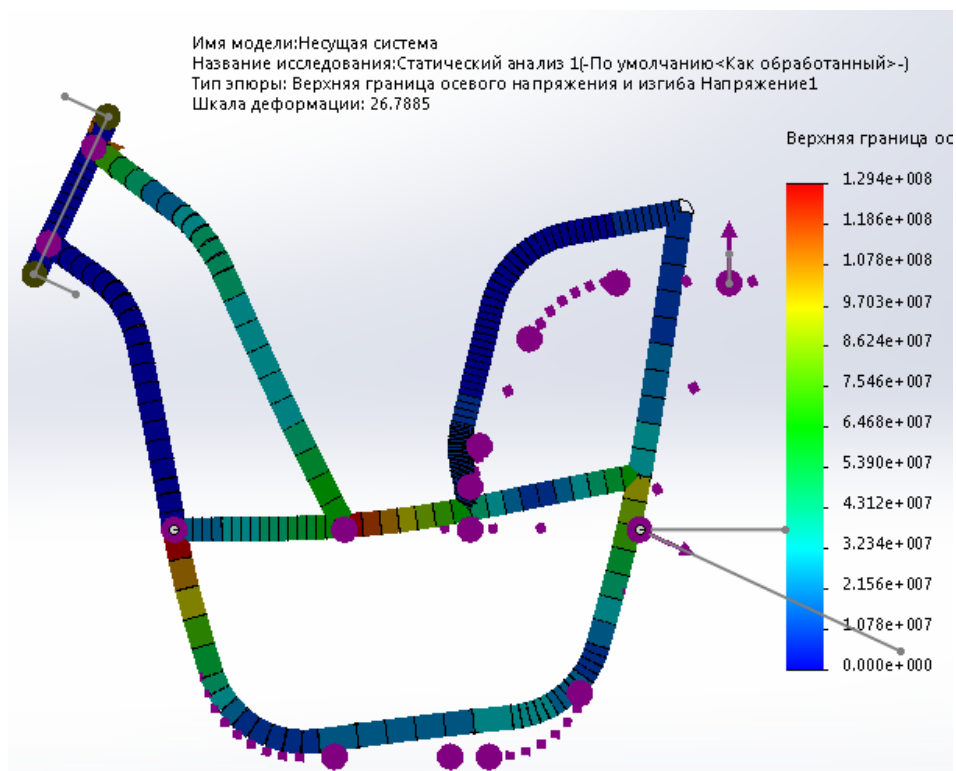 Имя модели:Несущая система
Название исследования:Статический анализ 1(-По умолчанию<Как обработанный>-)
Тип эпюры: Верхняя граница осевого напряжения и изгиба Напряжение1
Шкала деформации: 26.7885
Верхняя граница ос
1.294e+008
1.186e+008
1.078e+008
9.703e+007
8.624e+007
7.546e+007
6.468e+007
5.390e+007
4.312e+007
3.234e+007
2.156e+007
1.078e+007
0.000e+000